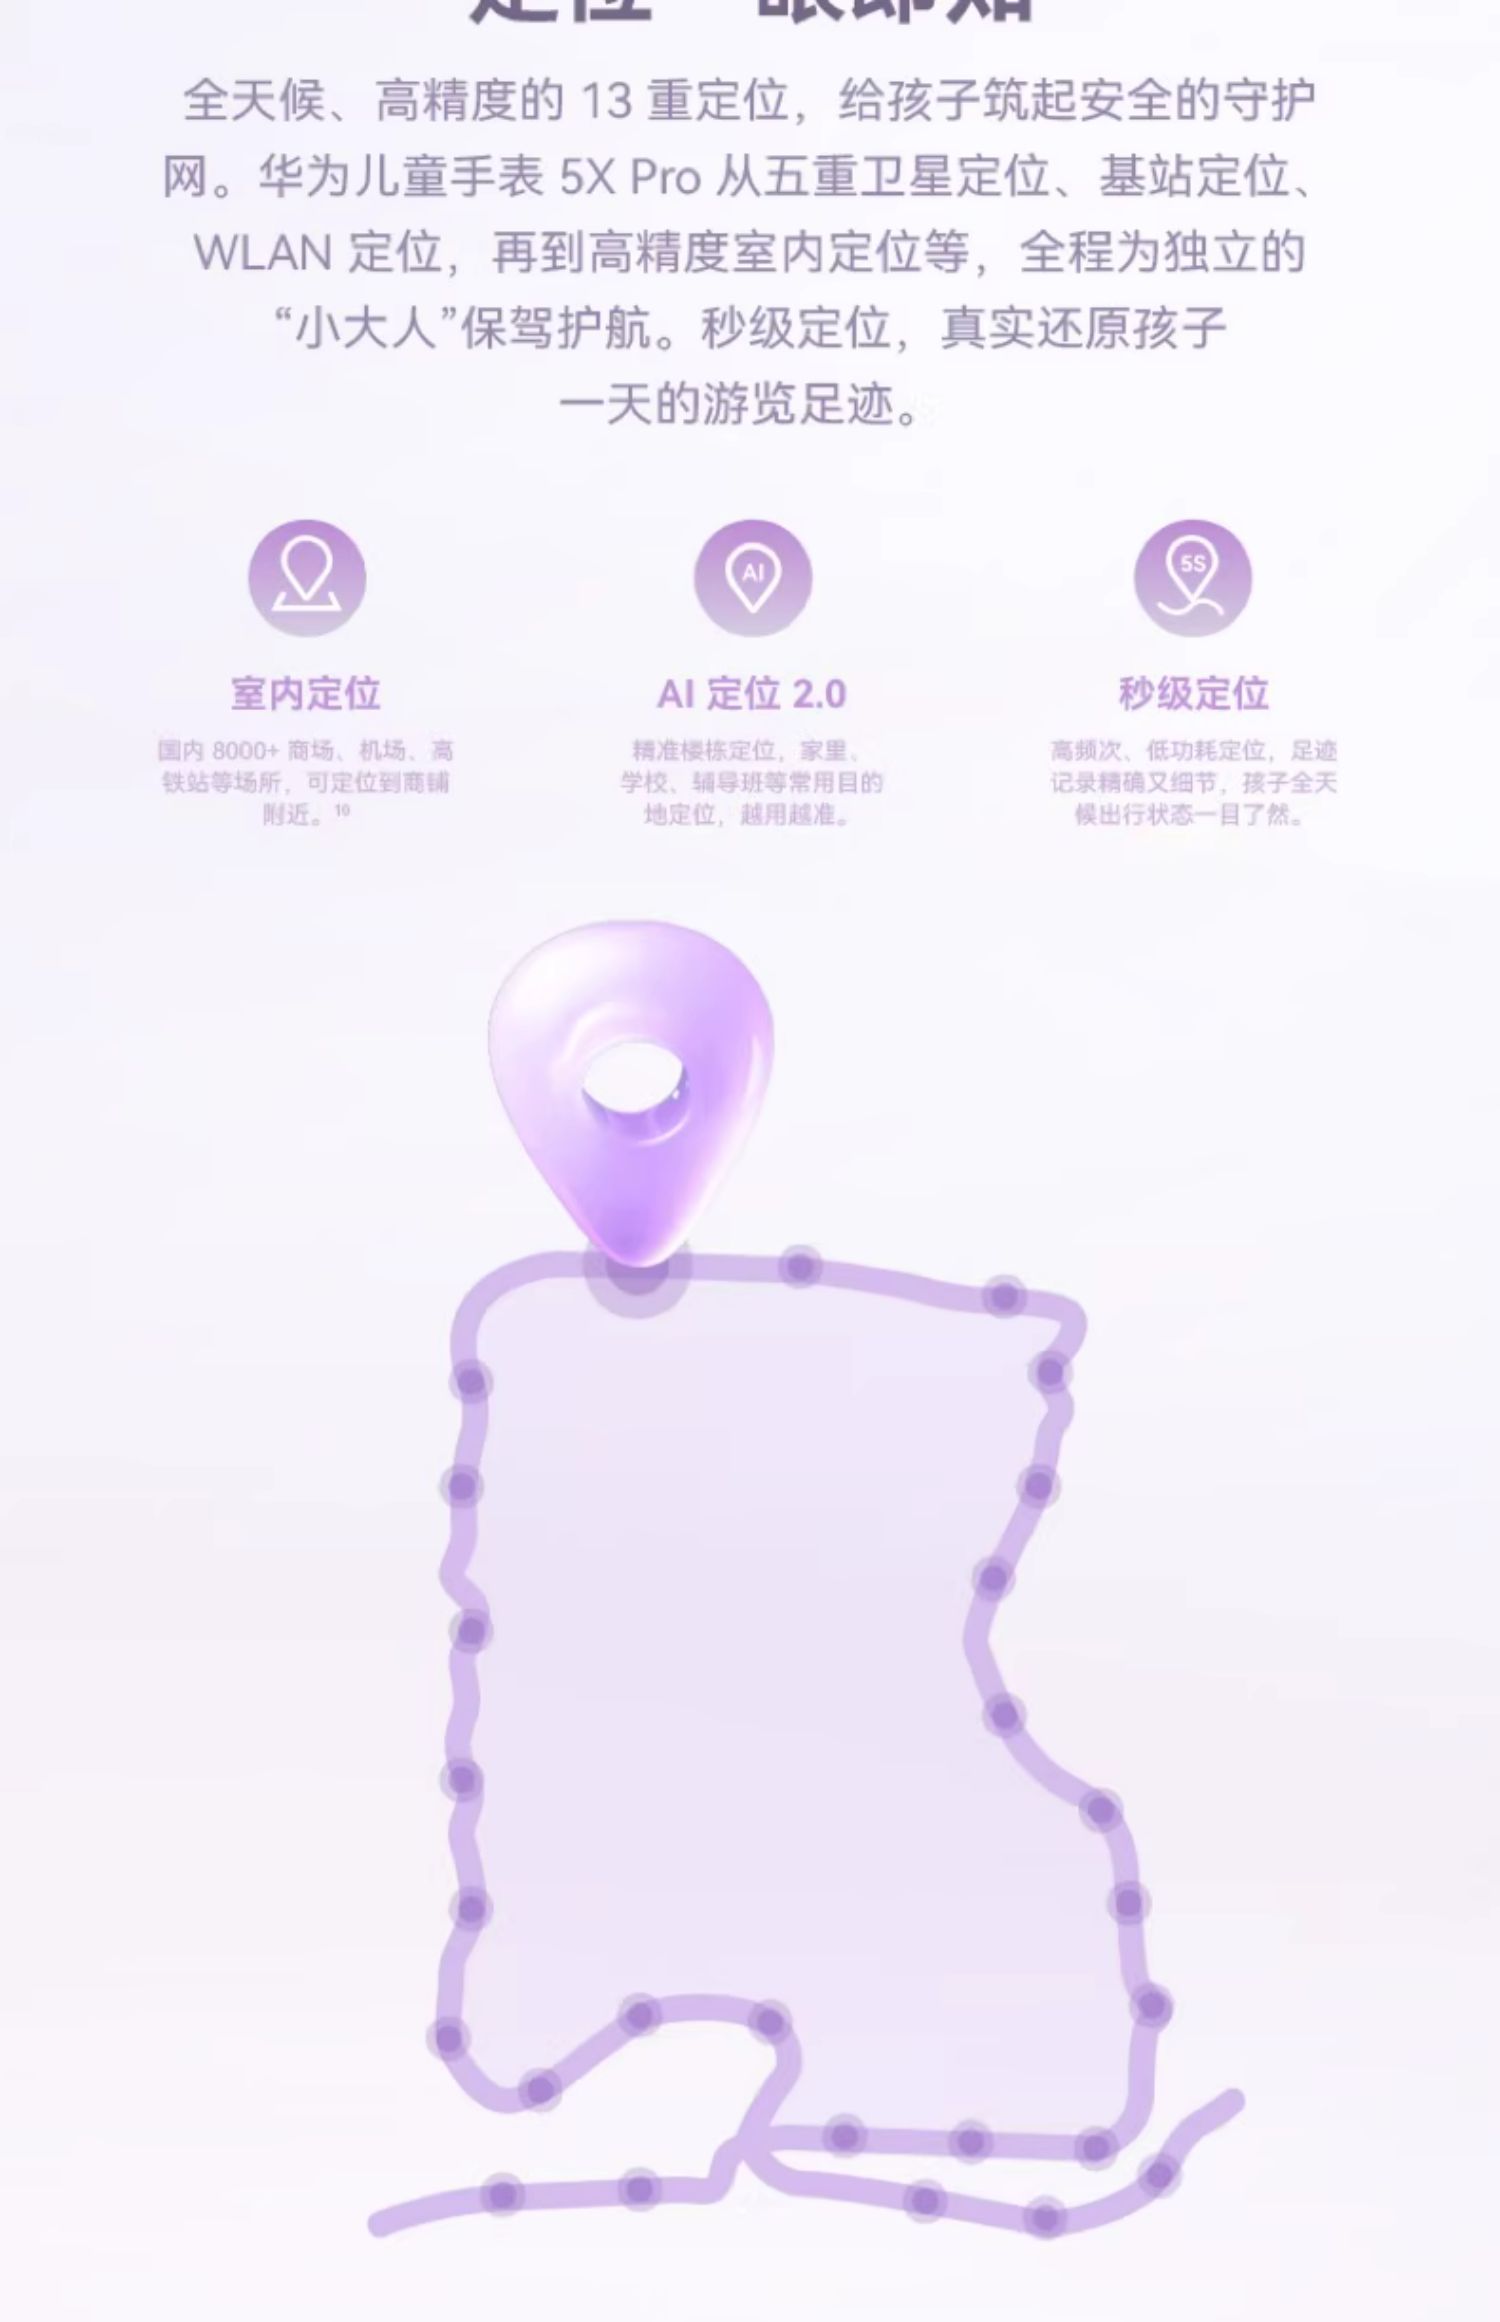 定位一眼即知
全天候、高精度的 13 重定位，给孩子筑起安全的守护
网。华为儿童手表 5X Pro 从五重卫星定位、基站定位、
WLAN 定位，再到高精度室内定位等，全程为独立的
“小大人”保驾护航。秒级定位，真实还原孩子
一天的游览足迹。
AI
5S
室内定位
国内 8000+ 商场、机场、高
铁站等场所，可定位到商铺
附近。¹⁰
AI 定位 2.0
精准楼栋定位，家里、
学校、辅导班等常用目的
地定位，越用越准。
秒级定位
高频次、低功耗定位，足迹
记录精确又细节，孩子全天
候出行状态一目了然。